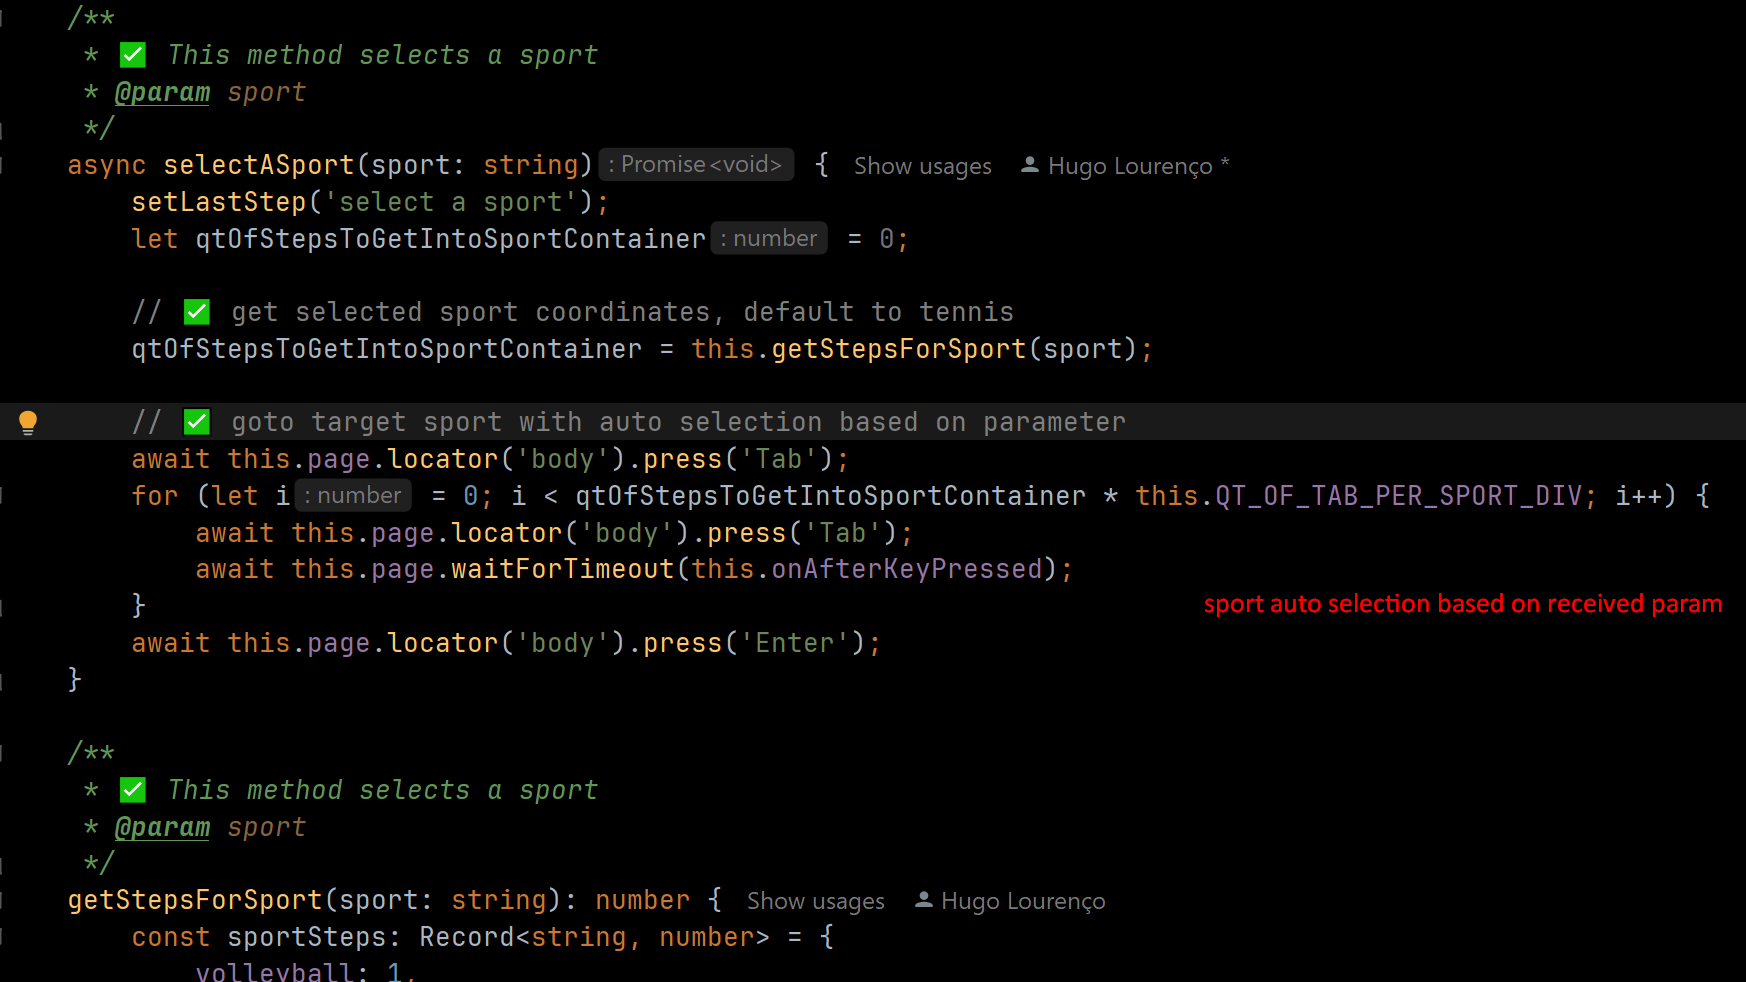 /**
* ✅ This method selects a sport
* @param sport
*/
async selectASport(sport: string) : Promise<void> { Show usages Hugo Lourenço *
setLastStep('select a sport');
let qtOfStepsToGetIntoSportContainer : number = 0;
// ✅ get selected sport coordinates, default to tennis
qtOfStepsToGetIntoSportContainer = this.getStepsForSport(sport);
// ✅ goto target sport with auto selection based on parameter
await this.page.locator('body').press('Tab');
for (let i : number = 0; i < qtOfStepsToGetIntoSportContainer * this.QT_OF_TAB_PER_SPORT_DIV; i++) {
await this.page.locator('body').press('Tab');
await this.page.waitForTimeout(this.onAfterKeyPressed);
}
sport auto selection based on received param
await this.page.locator('body').press('Enter');
}
/**
* ✅ This method selects a sport
* @param sport
*/
getStepsForSport(sport: string): number { Show usages Hugo Lourenço
const sportSteps: Record<string, number> = {
volleyball: 1,